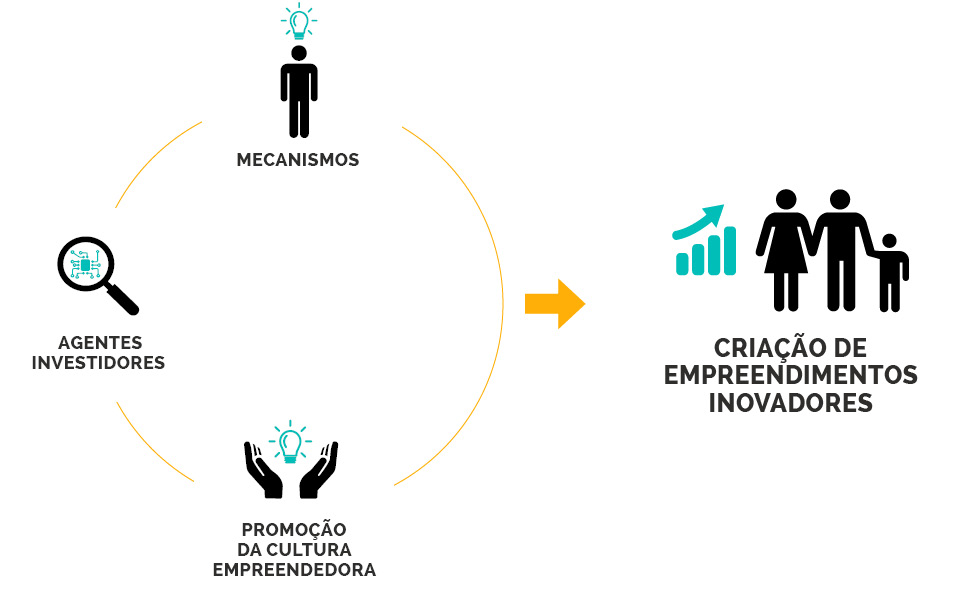 MECANISMOS
AGENTES
INVESTIDORES
PROMOÇÃO
DA CULTURA
EMPREENDEDORA
CRIAÇÃO DE
EMPREENDIMENTOS
INOVADORES